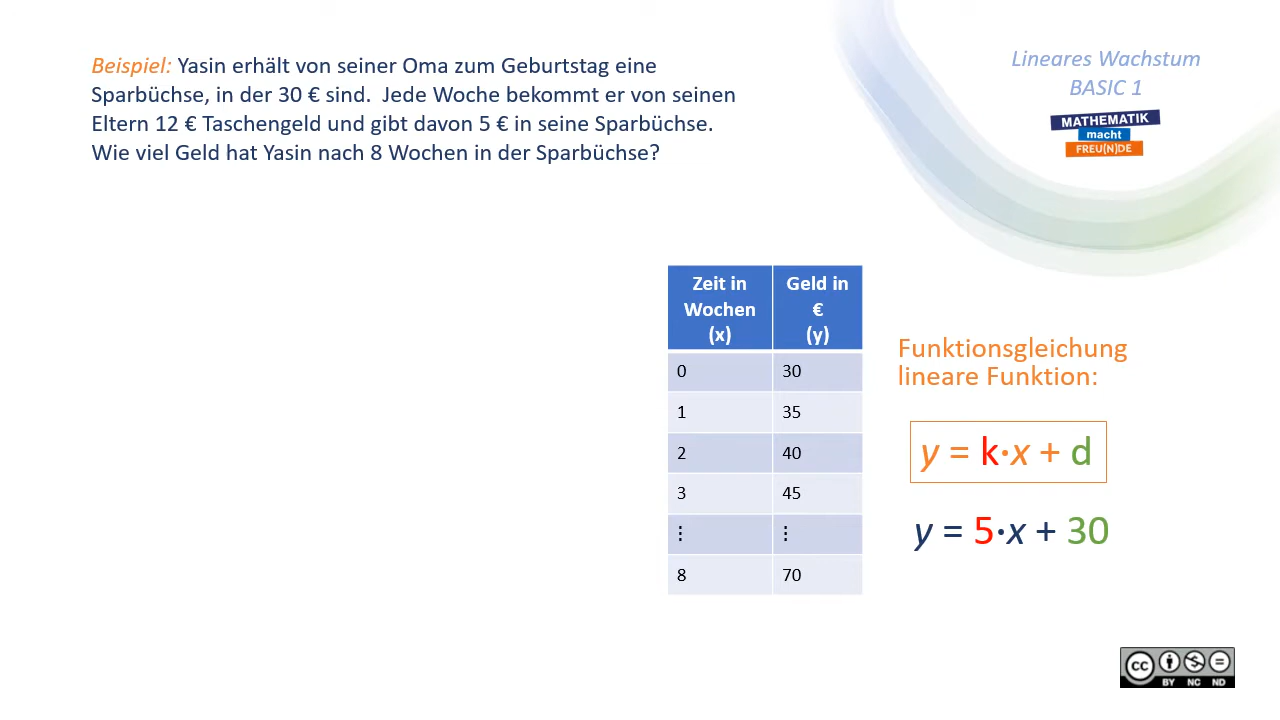 Beispiel: Yasin erhält von seiner Oma zum Geburtstag eine
Sparbüchse, in der 30 € sind. Jede Woche bekommt er von seinen
Eltern 12 € Taschengeld und gibt davon 5 € in seine Sparbüchse.
Wie viel Geld hat Yasin nach 8 Wochen in der Sparbüchse?
Lineares Wachstum
BASIC 1
MATHEMATIK
macht
FREU(N)DE
Zeit in Wochen (x) Geld in € (y)
0 30
1 35
2 40
3 45
⋮ ⋮
8 70
Funktionsgleichung
lineare Funktion:
y = k·x + d
y = 5·x + 30
cc
BY NC ND